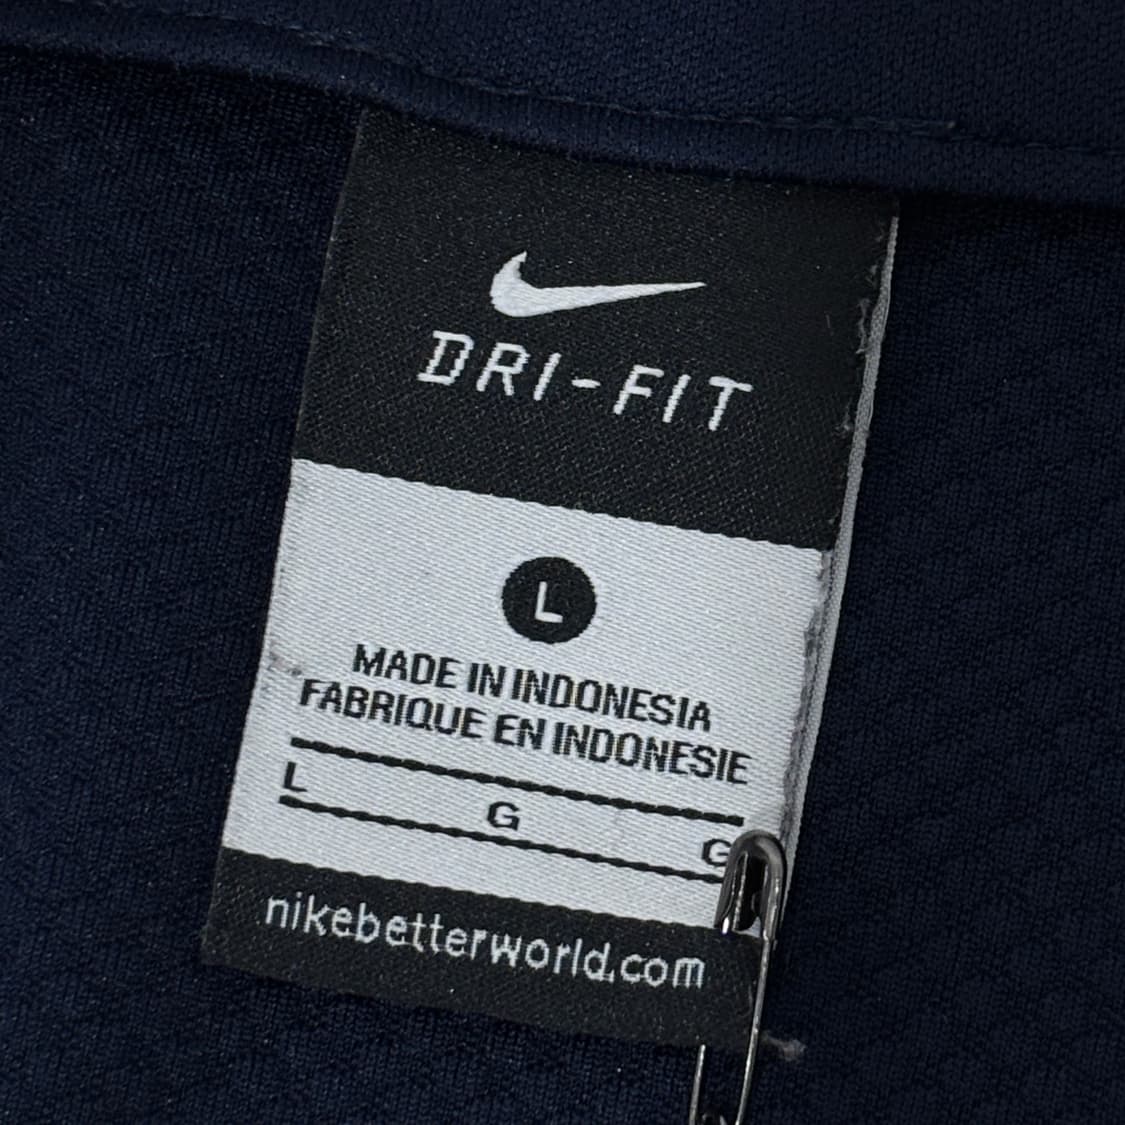 DRI-FIT
L
MADE IN INDONESIA
FABRIQUE EN INDONESIE
L G G
nikebetterworld.com